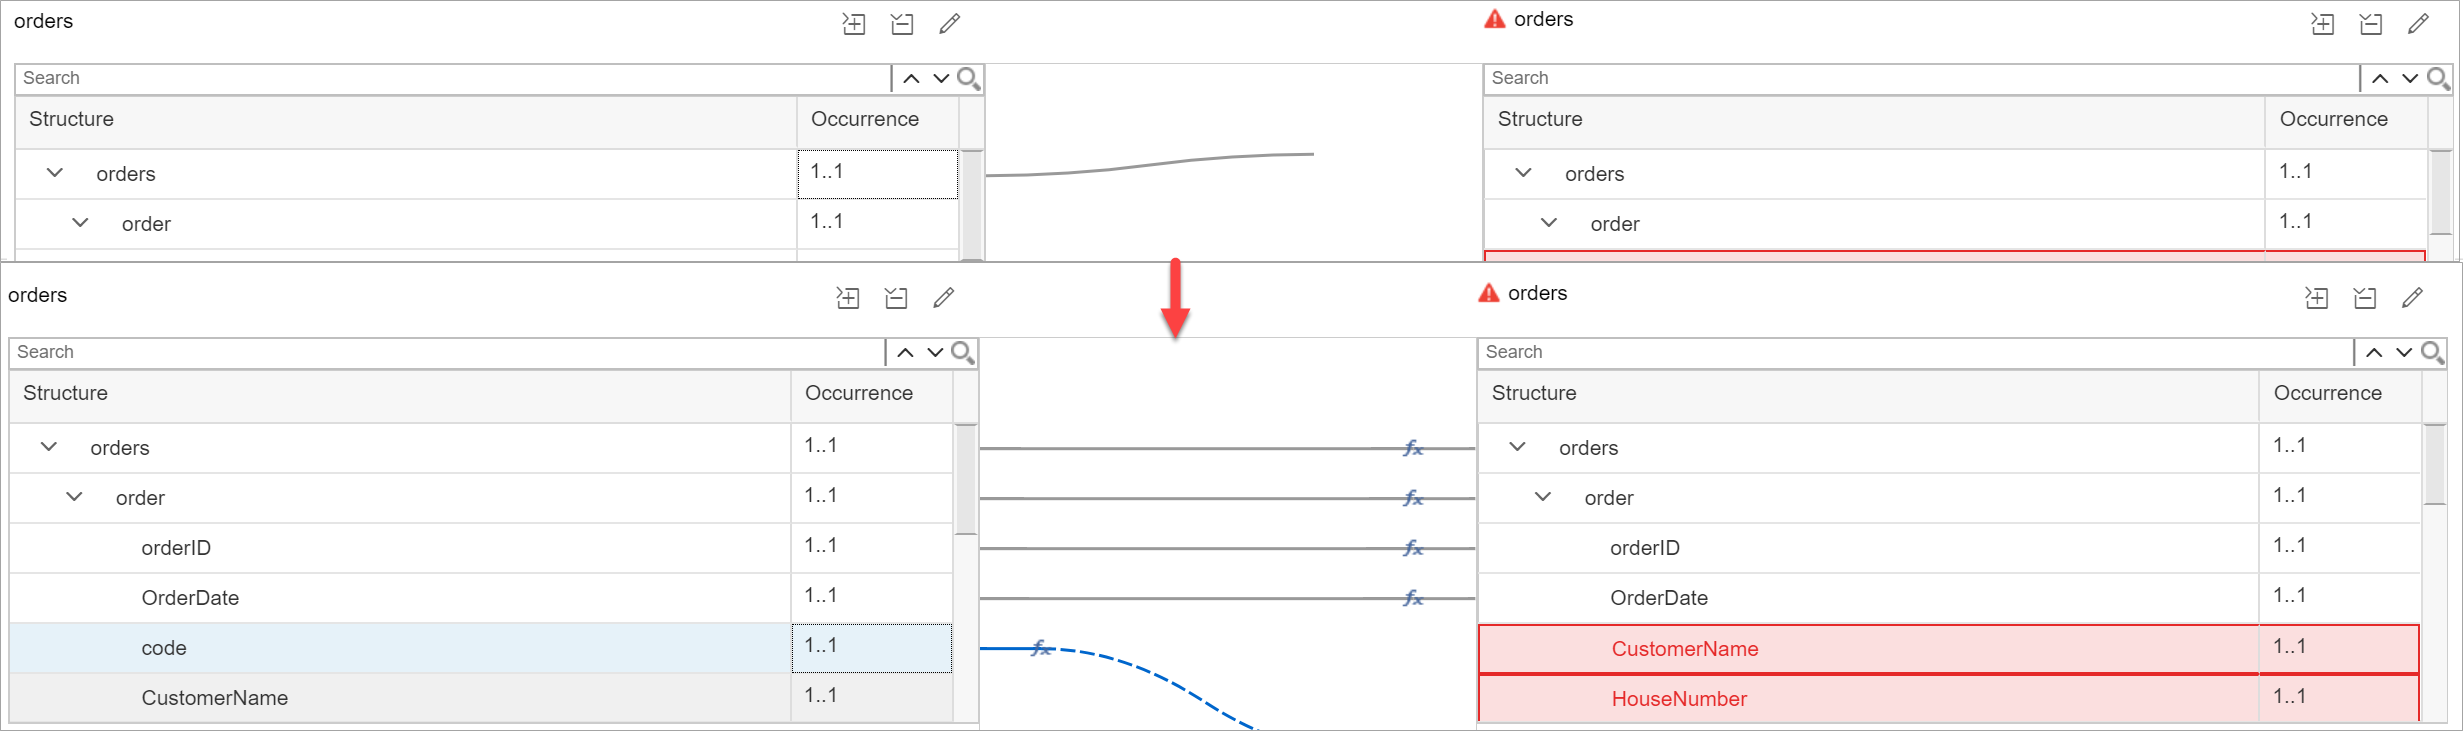 orders
orders
Search
Search
Structure Occurrence
Structure Occurrence
orders 1..1
orders 1..1
order 1..1
order 1..1
orders
orders
Search
Search
Structure Occurrence
Structure Occurrence
orders 1..1 fx orders 1..1
order 1..1 fx order 1..1
orderID 1..1 fx orderID 1..1
OrderDate 1..1 fx OrderDate 1..1
code 1..1 fx CustomerName 1..1
CustomerName 1..1 HouseNumber 1..1